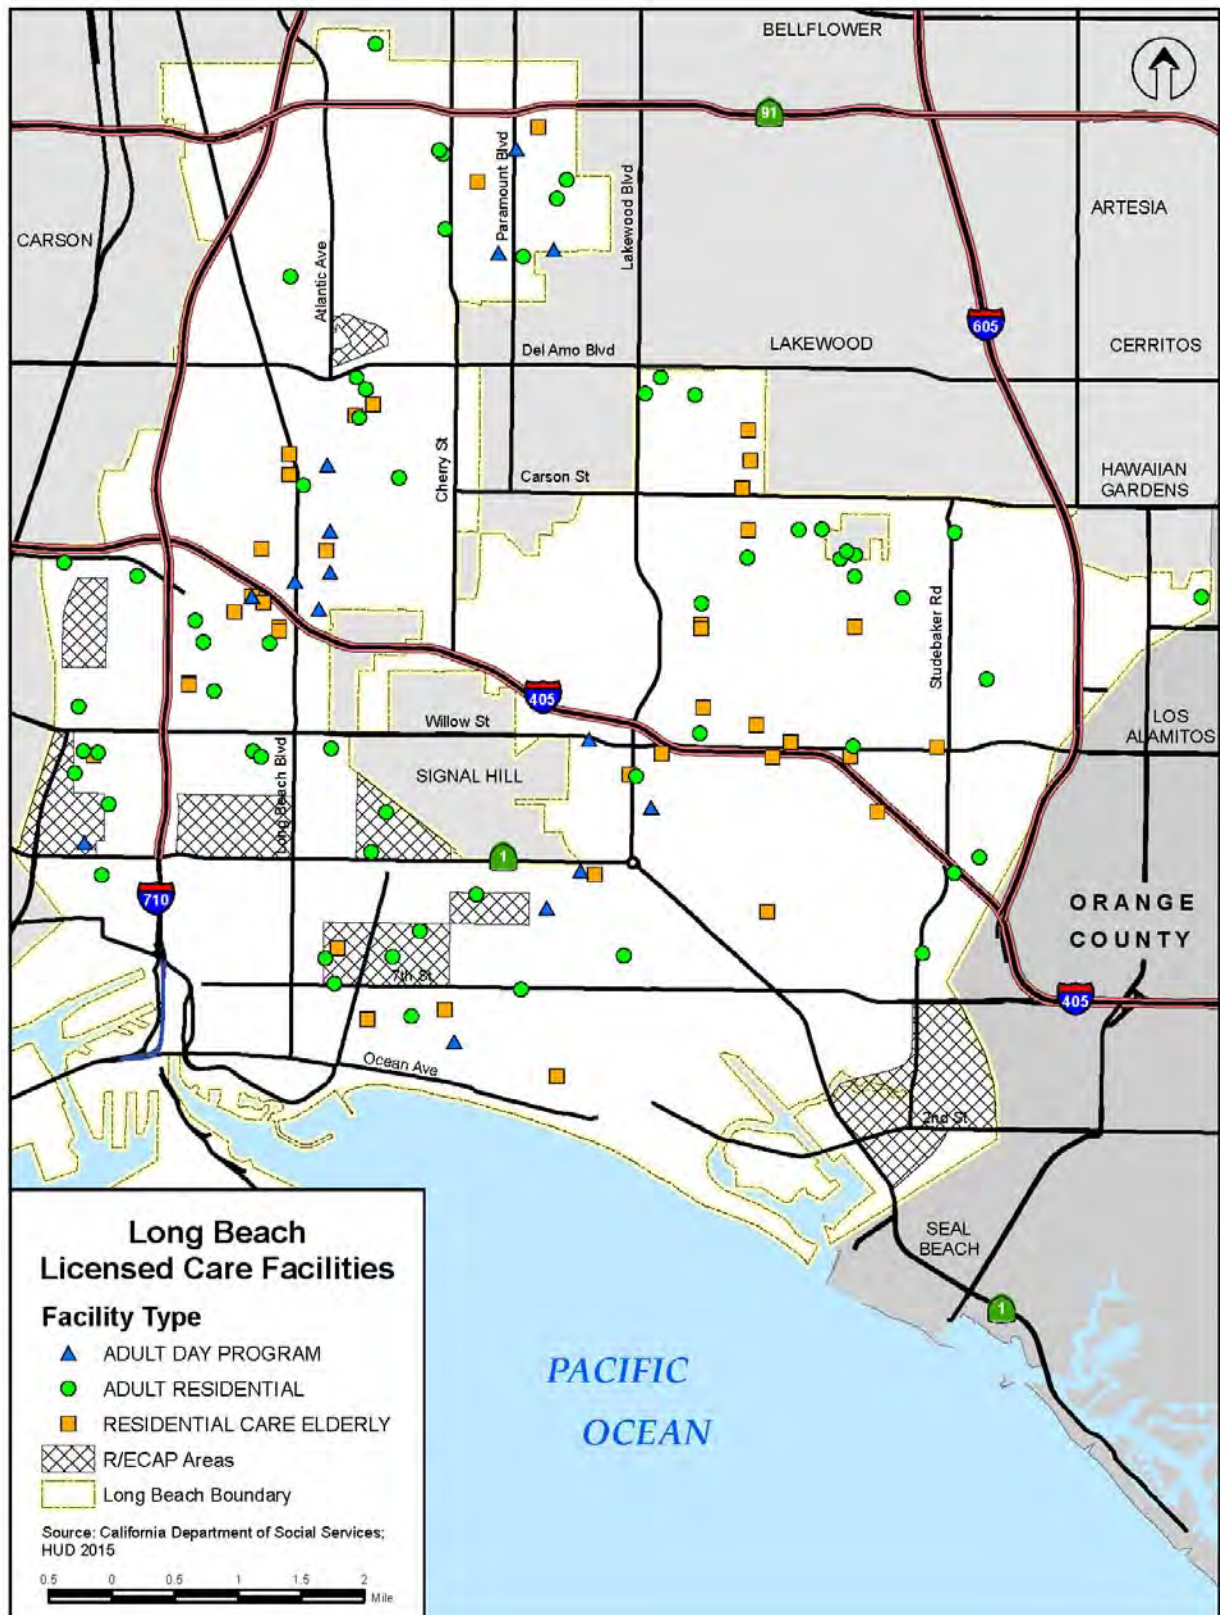 BELLFLOWER
91
Paramount Blvd
Lakewood Blvd
ARTESIA
CARSON
Atlantic Ave
605
Del Amo Blvd
LAKEWOOD
CERRITOS
Cherry St
Carson St
HAWAIIAN
GARDENS
Studebaker Rd
405
Willow St
LOS
ALAMITOS
Long Beach Blvd
SIGNAL HILL
1
710
ORANGE
COUNTY
7th St
405
Ocean Ave
2nd St
SEAL
BEACH
1
PACIFIC
OCEAN
Long Beach
Licensed Care Facilities
Facility Type
ADULT DAY PROGRAM
ADULT RESIDENTIAL
RESIDENTIAL CARE ELDERLY
R/ECAP Areas
Long Beach Boundary
Source: California Department of Social Services;
HUD 2015
0.5 0 0.5 1 1.5 2
Mile